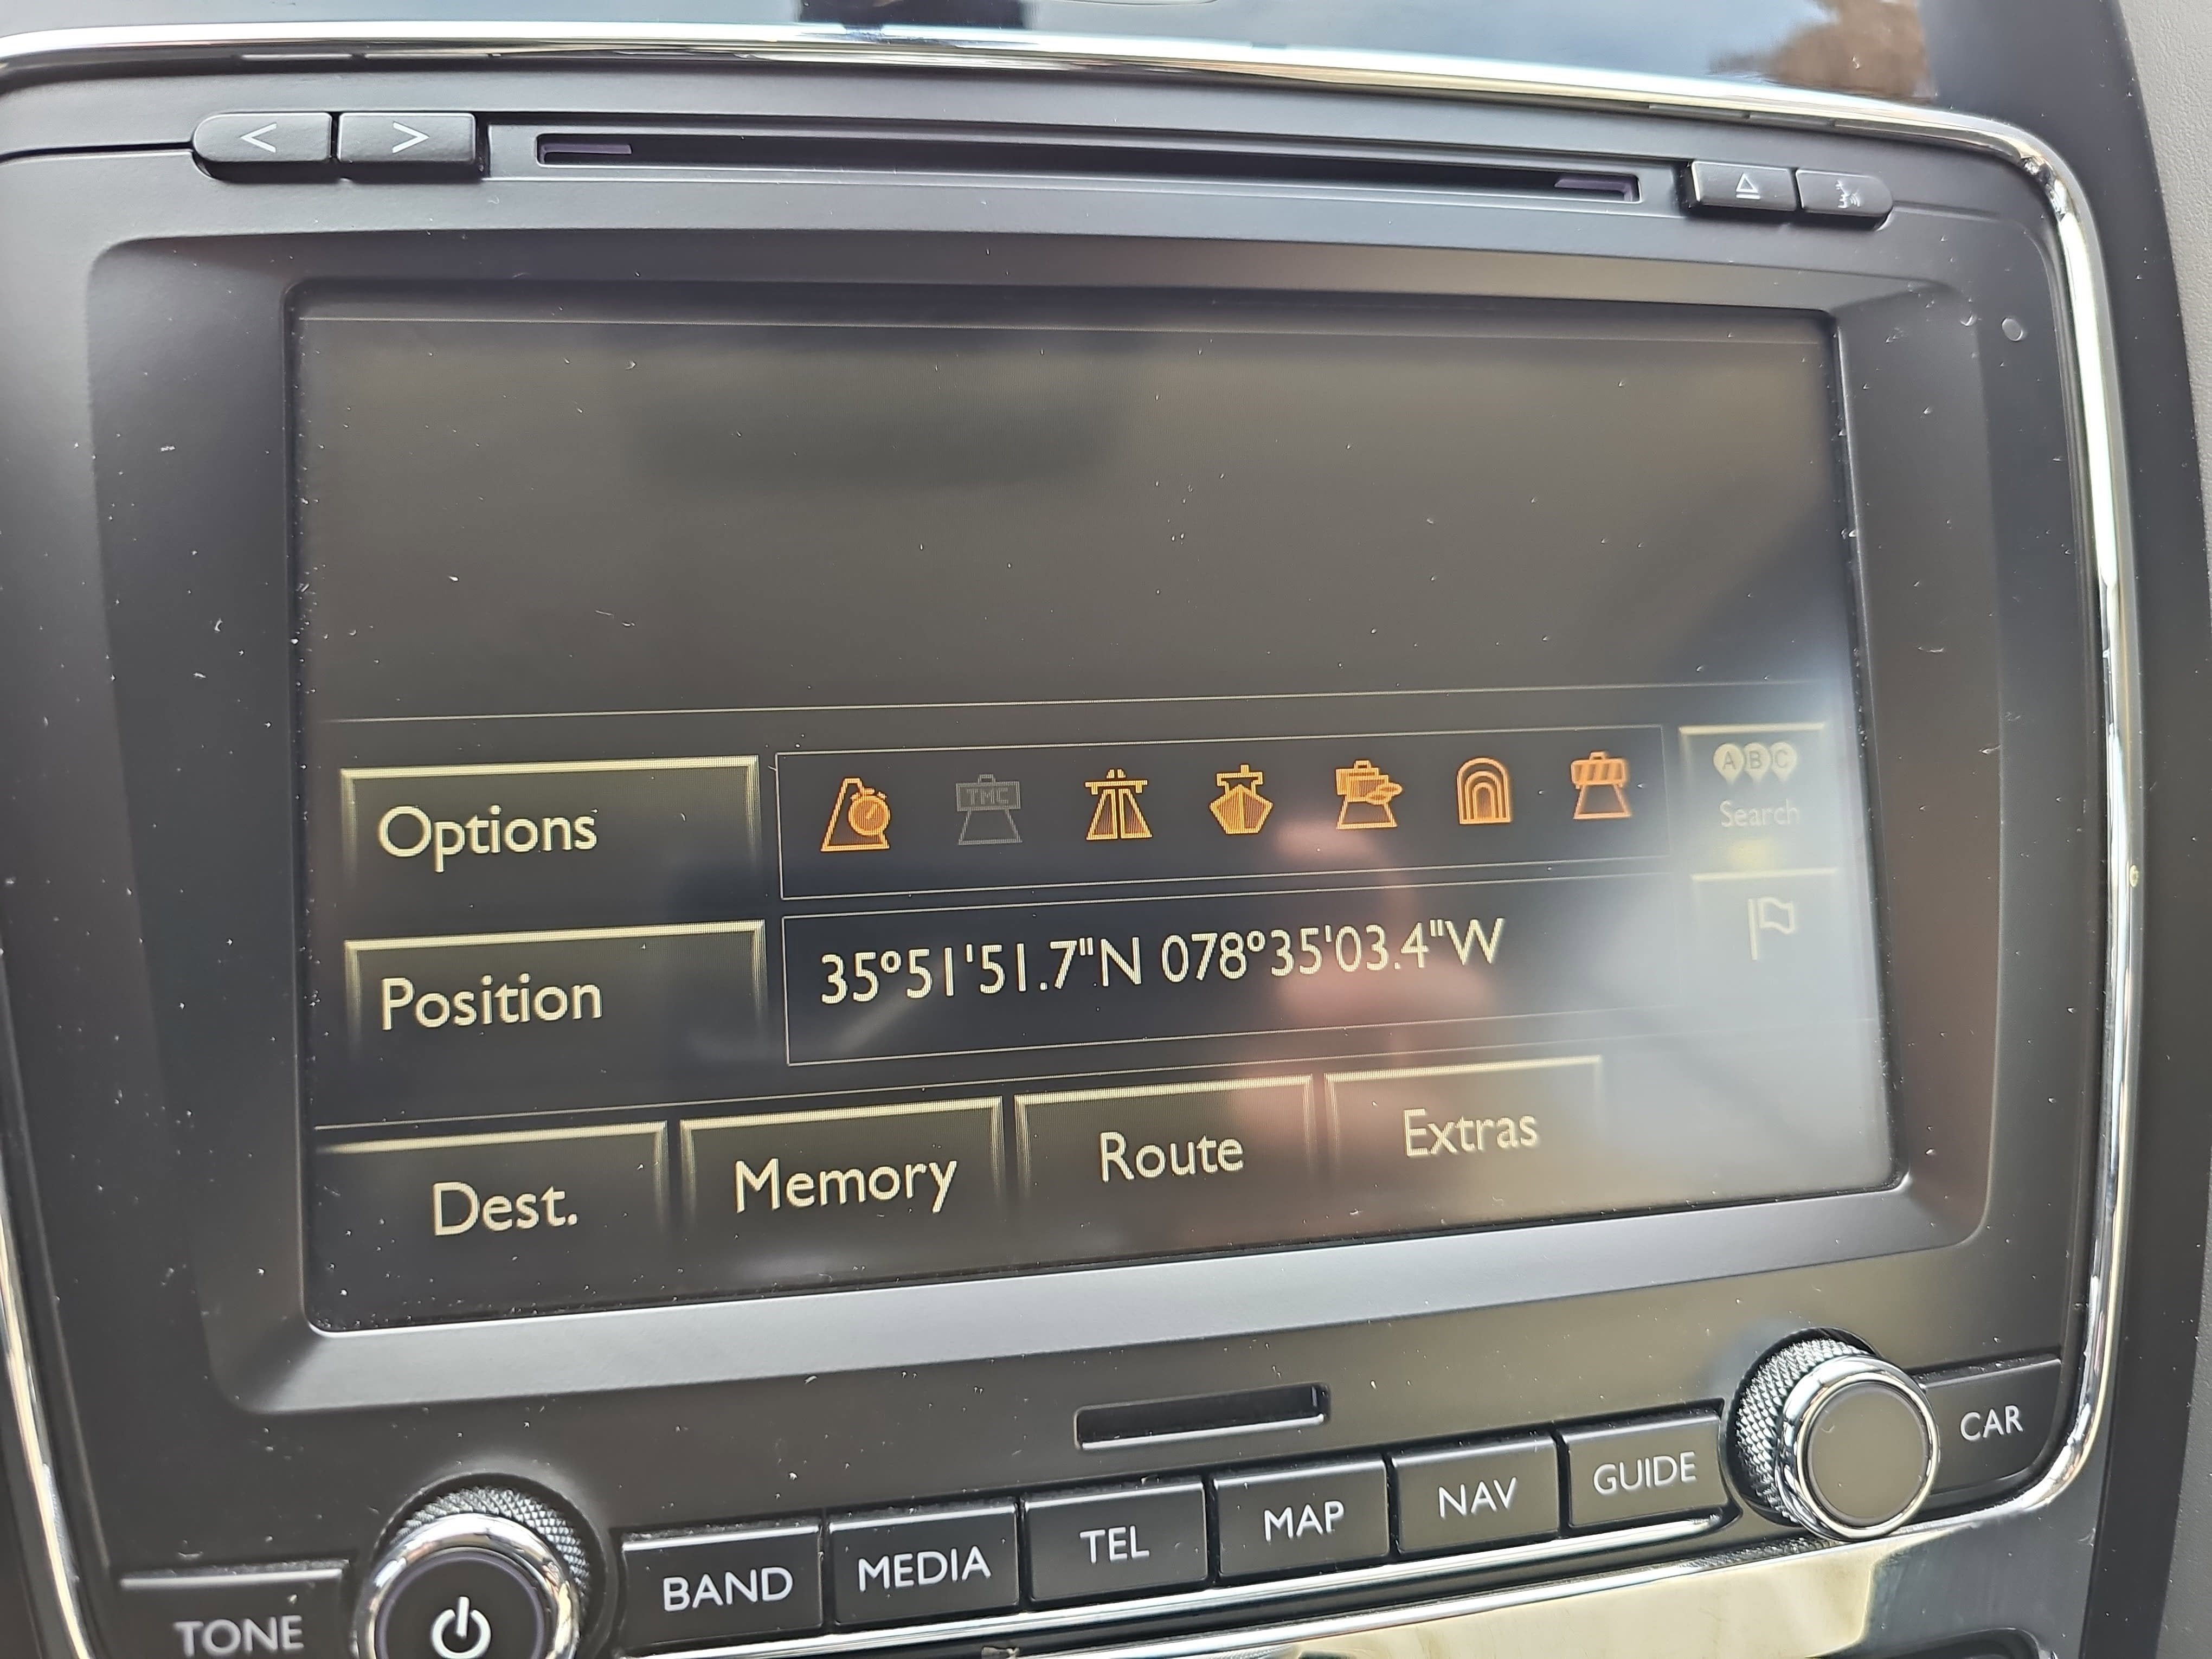 < >
TMC
A B C
Options
Search
Position
35°51'51.7"N 078°35'03.4"W
Dest.
Memory
Route
Extras
TONE
BAND
MEDIA
TEL
MAP
NAV
GUIDE
CAR